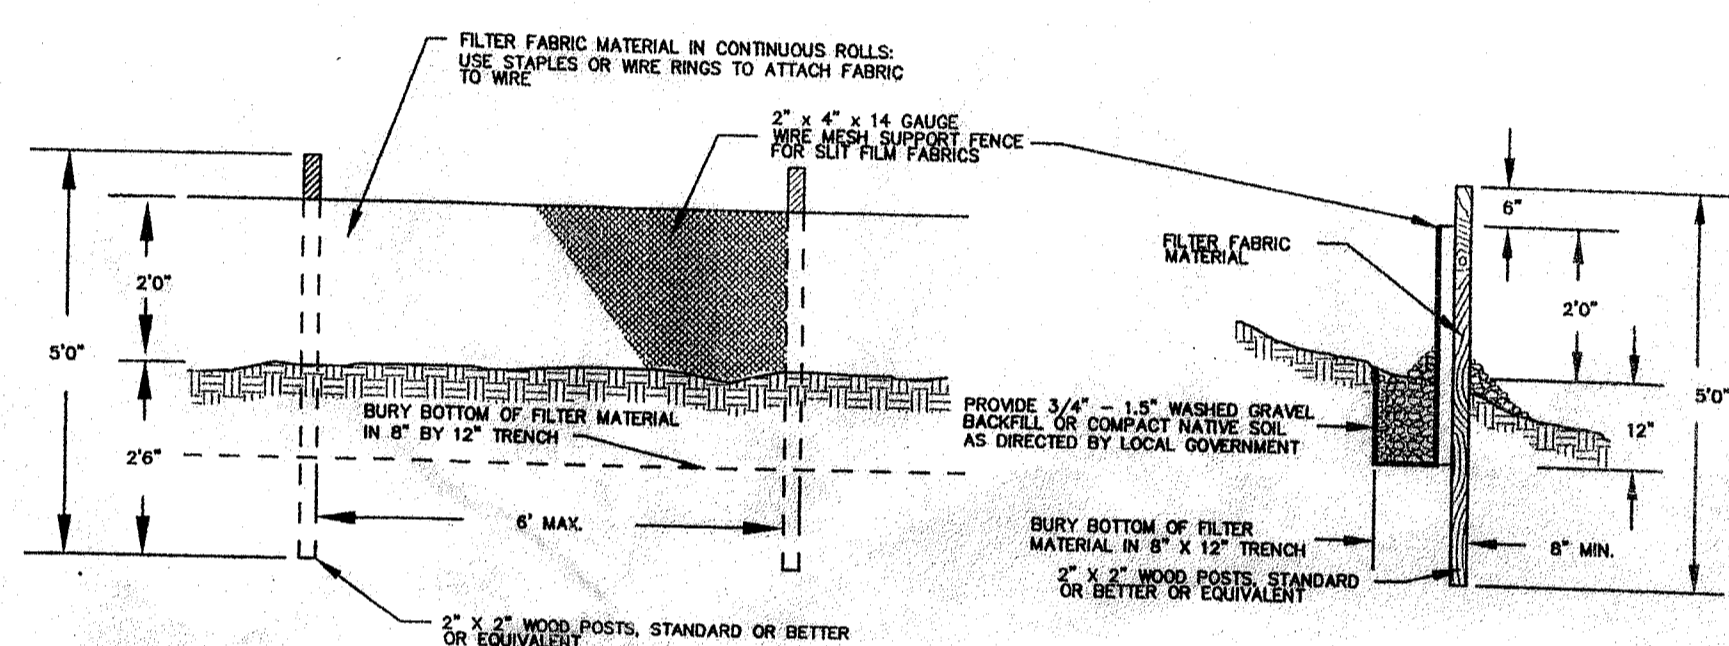 FILTER FABRIC MATERIAL IN CONTINUOUS ROLLS:
USE STAPLES OR WIRE RINGS TO ATTACH FABRIC
TO WIRE
2" x 4" x 14 GAUGE
WIRE MESH SUPPORT FENCE
FOR SLIT FILM FABRICS
5'0"
2'0"
2'6"
BURY BOTTOM OF FILTER MATERIAL
IN 8" BY 12" TRENCH
6' MAX.
2" X 2" WOOD POSTS, STANDARD OR BETTER
OR EQUIVALENT
FILTER FABRIC
MATERIAL
6"
2'0"
5'0"
12"
PROVIDE 3/4" – 1.5" WASHED GRAVEL
BACKFILL OR COMPACT NATIVE SOIL
AS DIRECTED BY LOCAL GOVERNMENT
BURY BOTTOM OF FILTER
MATERIAL IN 8" X 12" TRENCH
8" MIN.
2" X 2" WOOD POSTS, STANDARD
OR BETTER OR EQUIVALENT